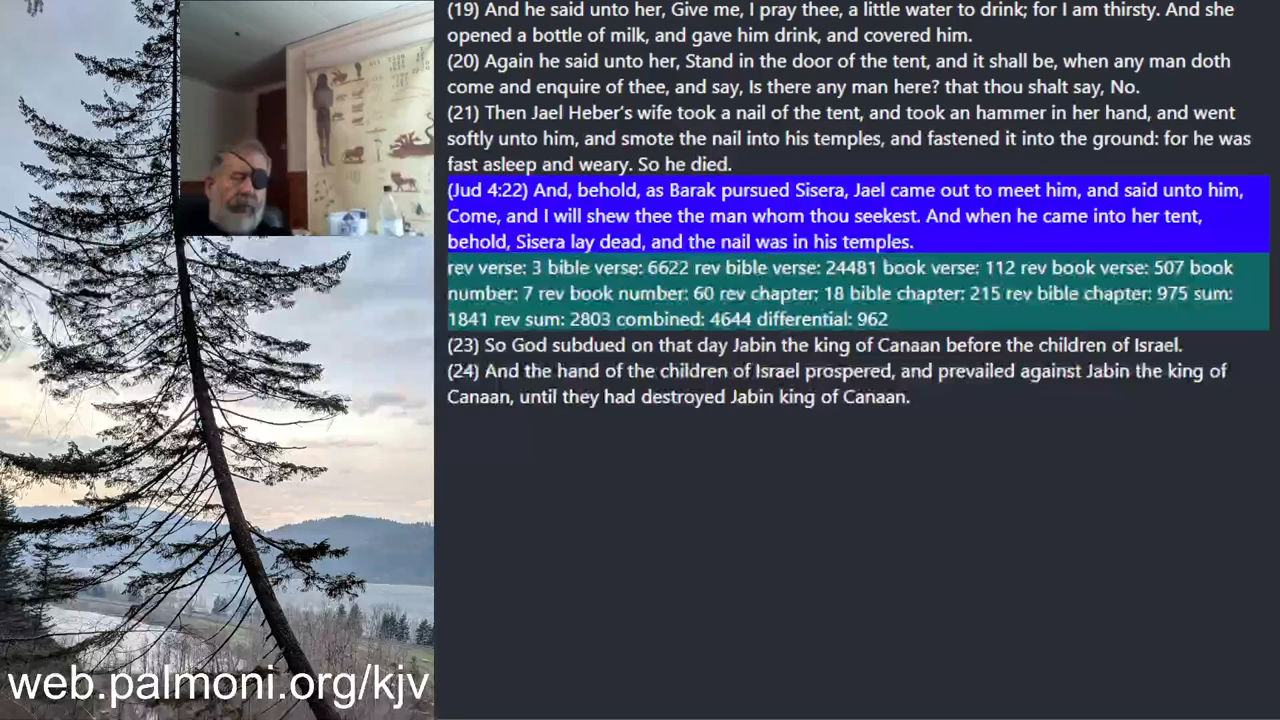 (19) And he said unto her, Give me, I pray thee, a little water to drink; for I am thirsty. And she
opened a bottle of milk, and gave him drink, and covered him.
(20) Again he said unto her, Stand in the door of the tent, and it shall be, when any man doth
come and enquire of thee, and say, Is there any man here? that thou shalt say, No.
(21) Then Jael Heber’s wife took a nail of the tent, and took an hammer in her hand, and went
softly unto him, and smote the nail into his temples, and fastened it into the ground: for he was
fast asleep and weary. So he died.
(Jud 4:22) And, behold, as Barak pursued Sisera, Jael came out to meet him, and said unto him,
Come, and I will shew thee the man whom thou seekest. And when he came into her tent,
behold, Sisera lay dead, and the nail was in his temples.
rev verse: 3 bible verse: 6622 rev bible verse: 24481 book verse: 112 rev book verse: 507 book
number: 7 rev book number: 60 rev chapter: 18 bible chapter: 215 rev bible chapter: 975 sum:
1841 rev sum: 2803 combined: 4644 differential: 962
(23) So God subdued on that day Jabin the king of Canaan before the children of Israel.
(24) And the hand of the children of Israel prospered, and prevailed against Jabin the king of
Canaan, until they had destroyed Jabin king of Canaan.
web.palmoni.org/kjv